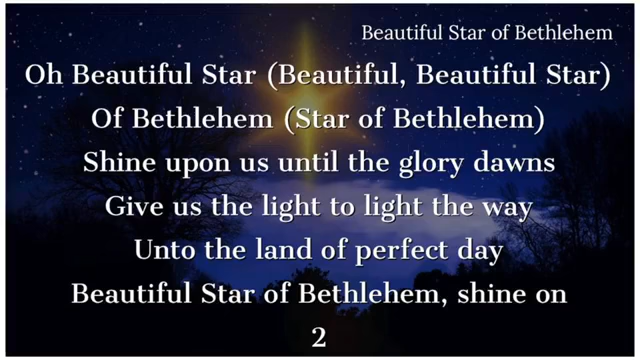 Beautiful Star of Bethlehem
Oh Beautiful Star (Beautiful, Beautiful Star)
Of Bethlehem (Star of Bethlehem)
Shine upon us until the glory dawns
Give us the light to light the way
Unto the land of perfect day
Beautiful Star of Bethlehem, shine on
2